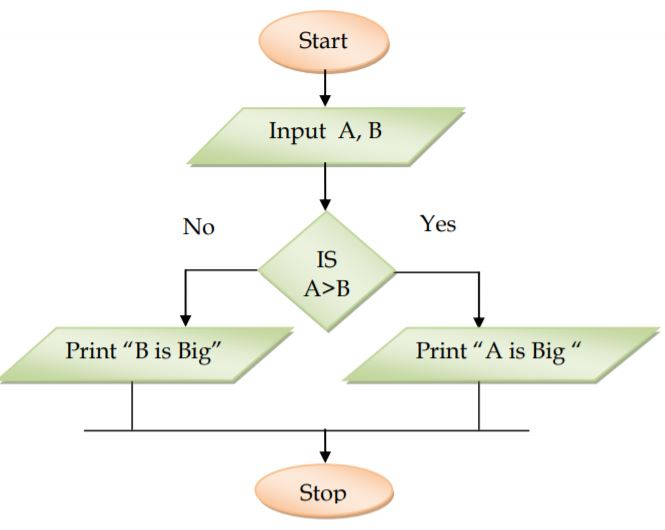 Start
Input A, B
No
Yes
IS
A>B
Print “B is Big”
Print “A is Big “
Stop